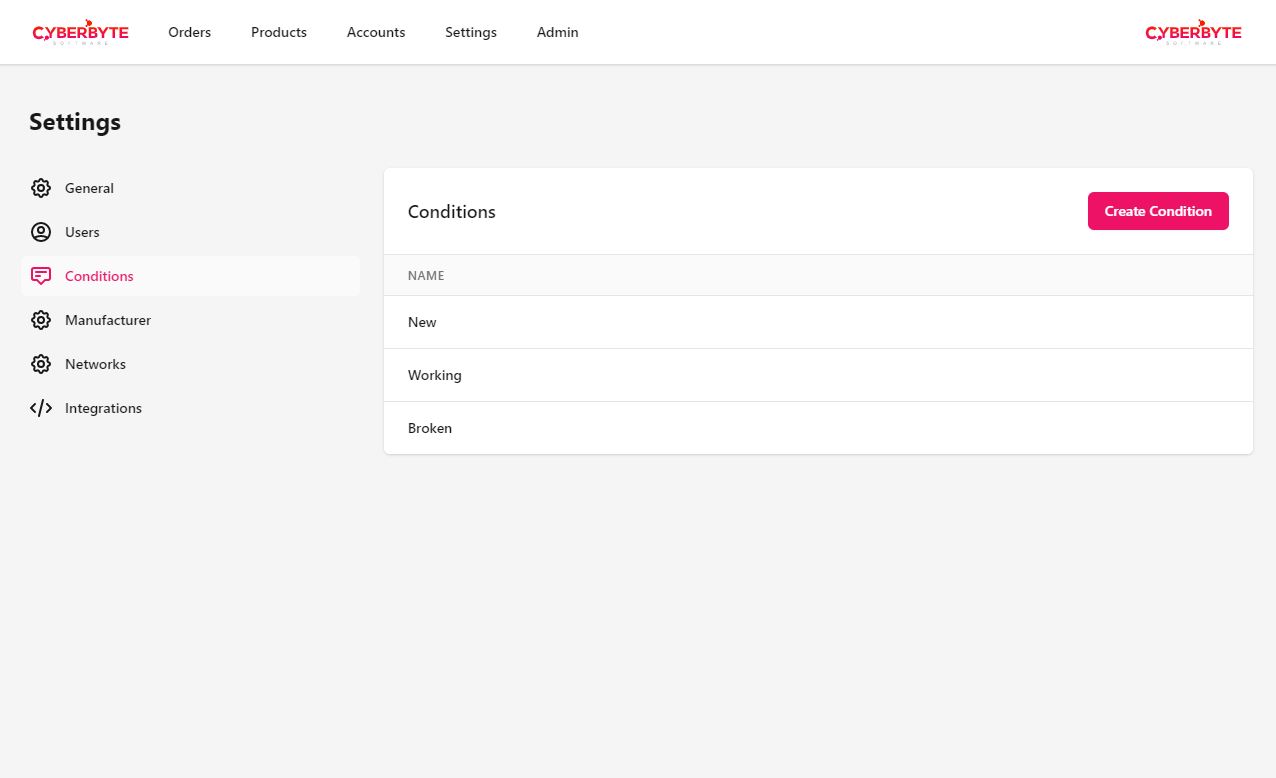 CYBERBYTE
SOFTWARE
Orders
Products
Accounts
Settings
Admin
CYBERBYTE
SOFTWARE
Settings
General
Users
Conditions
Manufacturer
Networks
Integrations
Conditions
Create Condition
NAME
New
Working
Broken